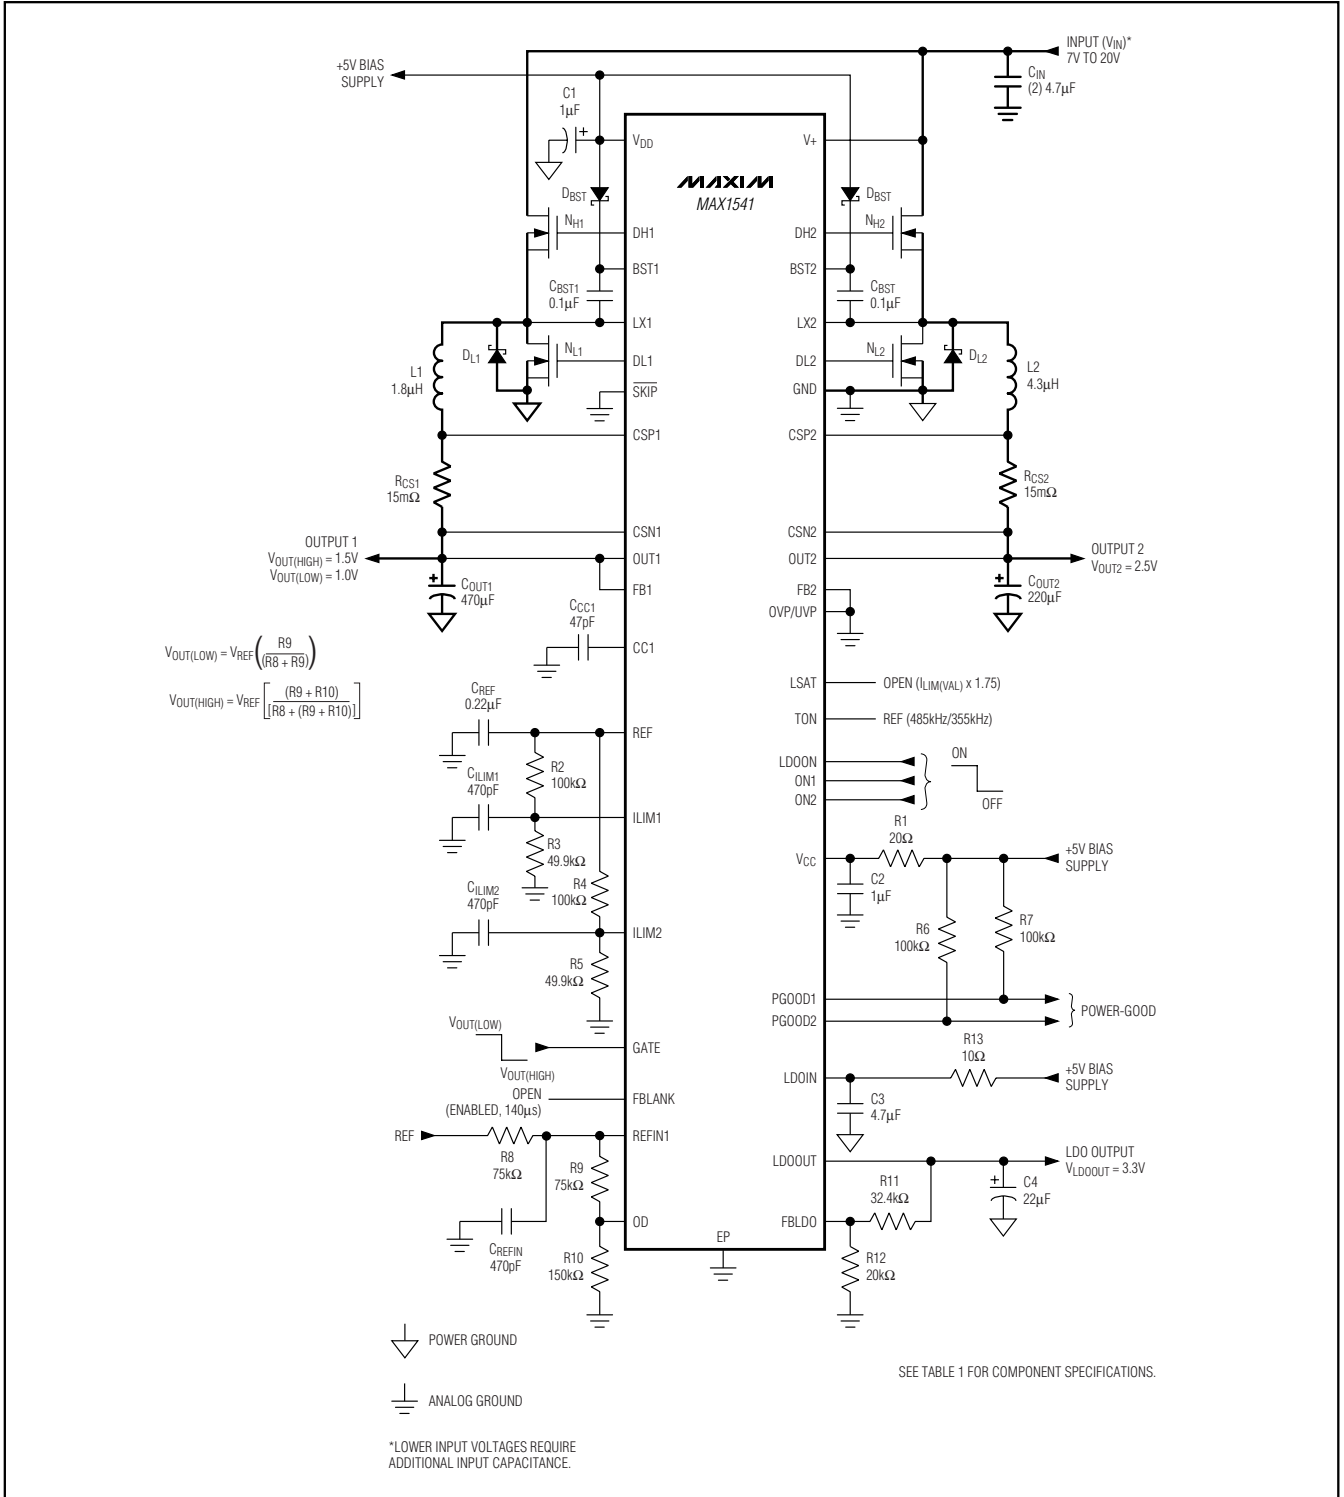 INPUT (VIN)*
7V TO 20V
+5V BIAS
SUPPLY
CIN
(2) 4.7µF
C1
1µF
+
VDD
V+
MAXIM
MAX1541
DBST
DBST
NH1
DH1
DH2
NH2
BST1
BST2
CBST1
0.1µF
CBST
0.1µF
LX1
LX2
DL1
NL1
DL1
DL2
NL2
DL2
L1
1.8µH
L2
4.3µH
SKIP
GND
CSP1
CSP2
RCS1
15mΩ
RCS2
15mΩ
CSN1
CSN2
OUTPUT 1
VOUT(HIGH) = 1.5V
VOUT(LOW) = 1.0V
OUT1
OUT2
OUTPUT 2
VOUT2 = 2.5V
+
COUT1
470µF
FB1
FB2
+
COUT2
220µF
OVP/UVP
CCC1
47pF
CC1
VOUT(LOW) = VREF(R9/(R8 + R9))
VOUT(HIGH) = VREF[(R9 + R10)/[R8 + (R9 + R10)]]
LSAT
OPEN (ILIM(VAL) x 1.75)
CREF
0.22µF
REF
TON
REF (485kHz/355kHz)
R2
100kΩ
LDOON
ON1
ON2
ON
OFF
CILIM1
470pF
ILIM1
R3
49.9kΩ
R1
20Ω
VCC
+5V BIAS
SUPPLY
C2
1µF
R4
100kΩ
CILIM2
470pF
ILIM2
R6
100kΩ
R7
100kΩ
R5
49.9kΩ
PGOOD1
PGOOD2
POWER-GOOD
VOUT(LOW)
VOUT(HIGH)
GATE
R13
10Ω
LDOIN
+5V BIAS
SUPPLY
OPEN
(ENABLED, 140µs)
FBLANK
C3
4.7µF
REF
R8
75kΩ
REFIN1
R9
75kΩ
LDOOUT
LDO OUTPUT
VLDOOUT = 3.3V
R11
32.4kΩ
+
C4
22µF
OD
FBLDO
CREFIN
470pF
R10
150kΩ
EP
R12
20kΩ
POWER GROUND
ANALOG GROUND
SEE TABLE 1 FOR COMPONENT SPECIFICATIONS.
*LOWER INPUT VOLTAGES REQUIRE
ADDITIONAL INPUT CAPACITANCE.